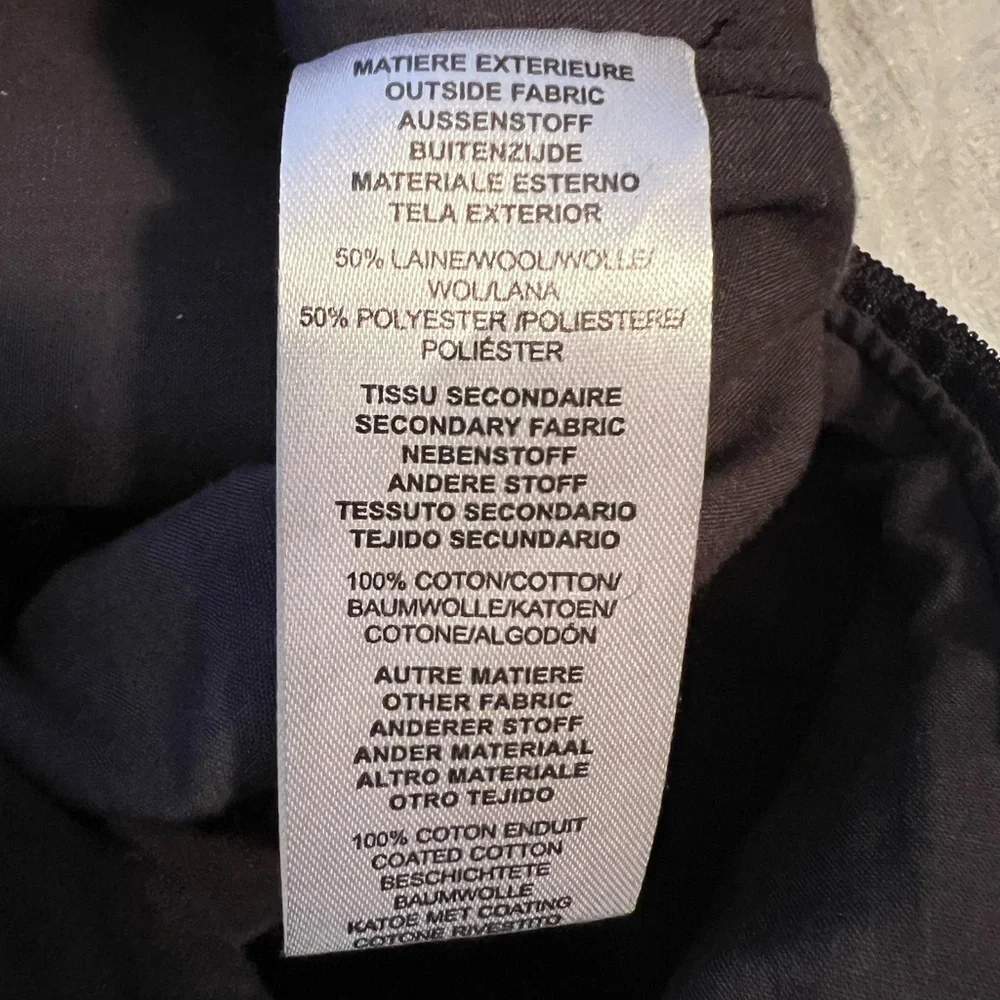 MATIERE EXTERIEURE
OUTSIDE FABRIC
AUSSENSTOFF
BUITENZIJDE
MATERIALE ESTERNO
TELA EXTERIOR
50% LAINE/WOOL/WOLLE/
WOL/LANA
50% POLYESTER /POLIESTERE/
POLIÉSTER
TISSU SECONDAIRE
SECONDARY FABRIC
NEBENSTOFF
ANDERE STOFF
TESSUTO SECONDARIO
TEJIDO SECUNDARIO
100% COTON/COTTON/
BAUMWOLLE/KATOEN/
COTONE/ALGODÓN
AUTRE MATIERE
OTHER FABRIC
ANDERER STOFF
ANDER MATERIAAL
ALTRO MATERIALE
OTRO TEJIDO
100% COTON ENDUIT
COATED COTTON
BESCHICHTETE
BAUMWOLLE
KATOE MET COATING
COTONE RIVESTITO